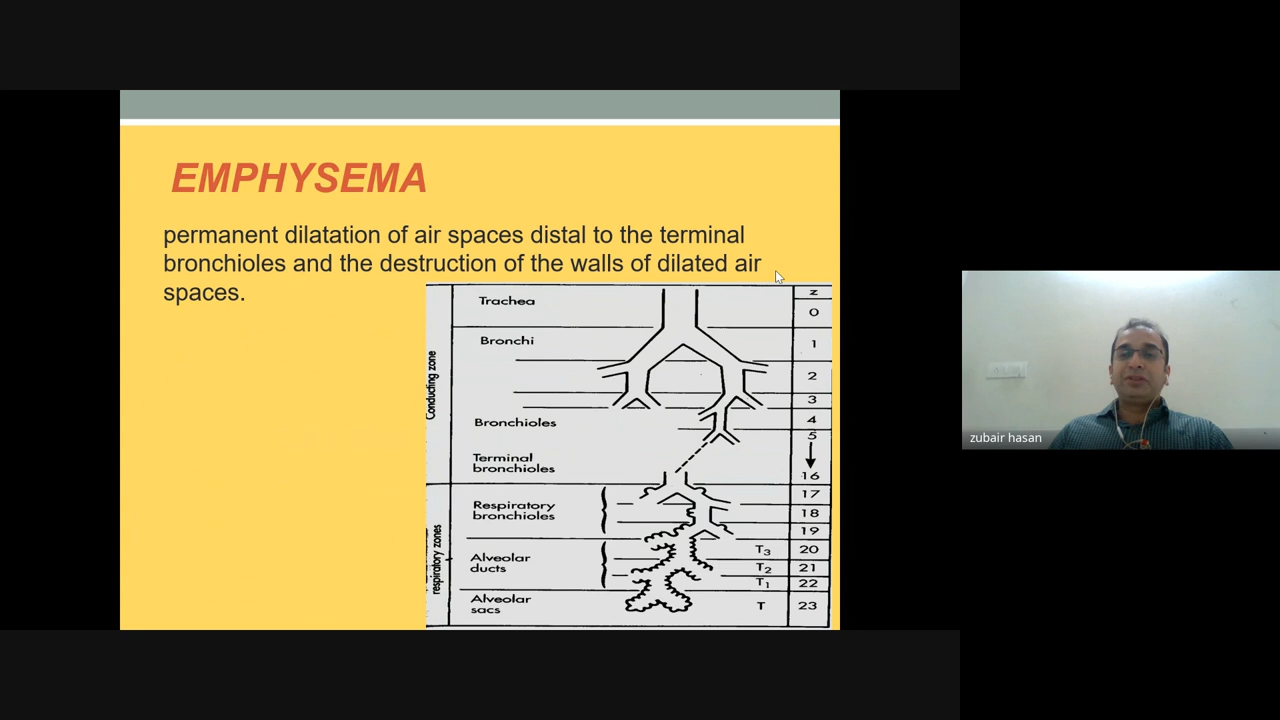 EMPHYSEMA
permanent dilatation of air spaces distal to the terminal
bronchioles and the destruction of the walls of dilated air
spaces.
Conducting zone
respiratory zones
Trachea
Bronchi
Bronchioles
Terminal
bronchioles
Respiratory
bronchioles
Alveolar
ducts
Alveolar
sacs
T3
T2
T1
T
z
0
1
2
3
4
5
16
17
18
19
20
21
22
23
zubair hasan